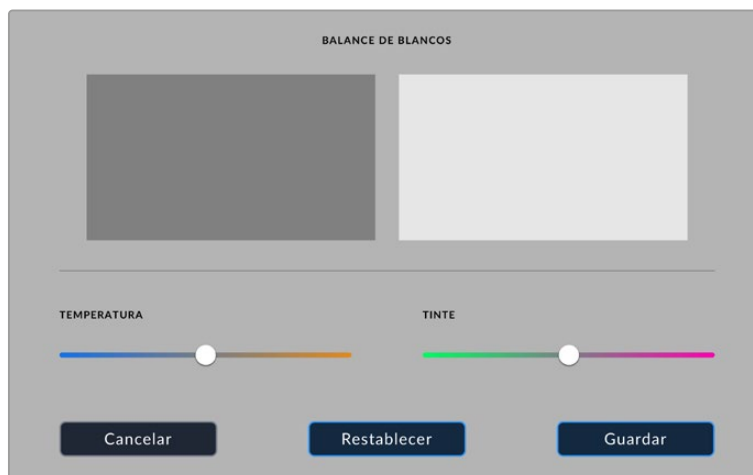 BALANCE DE BLANCOS
TEMPERATURA
TINTE
Cancelar
Restablecer
Guardar